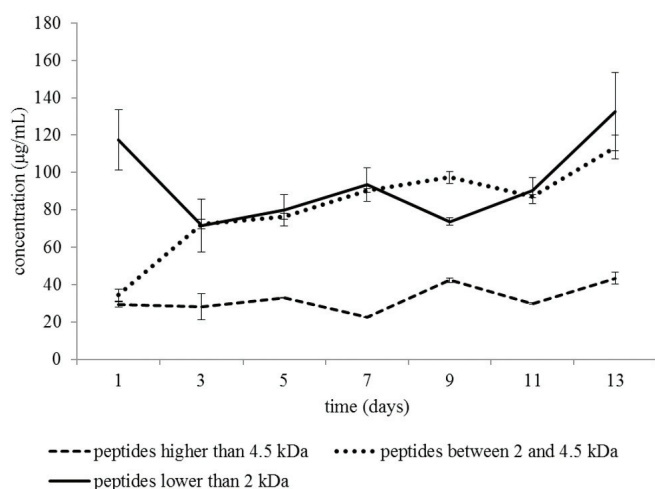 180
160
140
120
100
80
60
40
20
0
concentration (µg/mL)
1 3 5 7 9 11 13
time (days)
peptides higher than 4.5 kDa
peptides between 2 and 4.5 kDa
peptides lower than 2 kDa